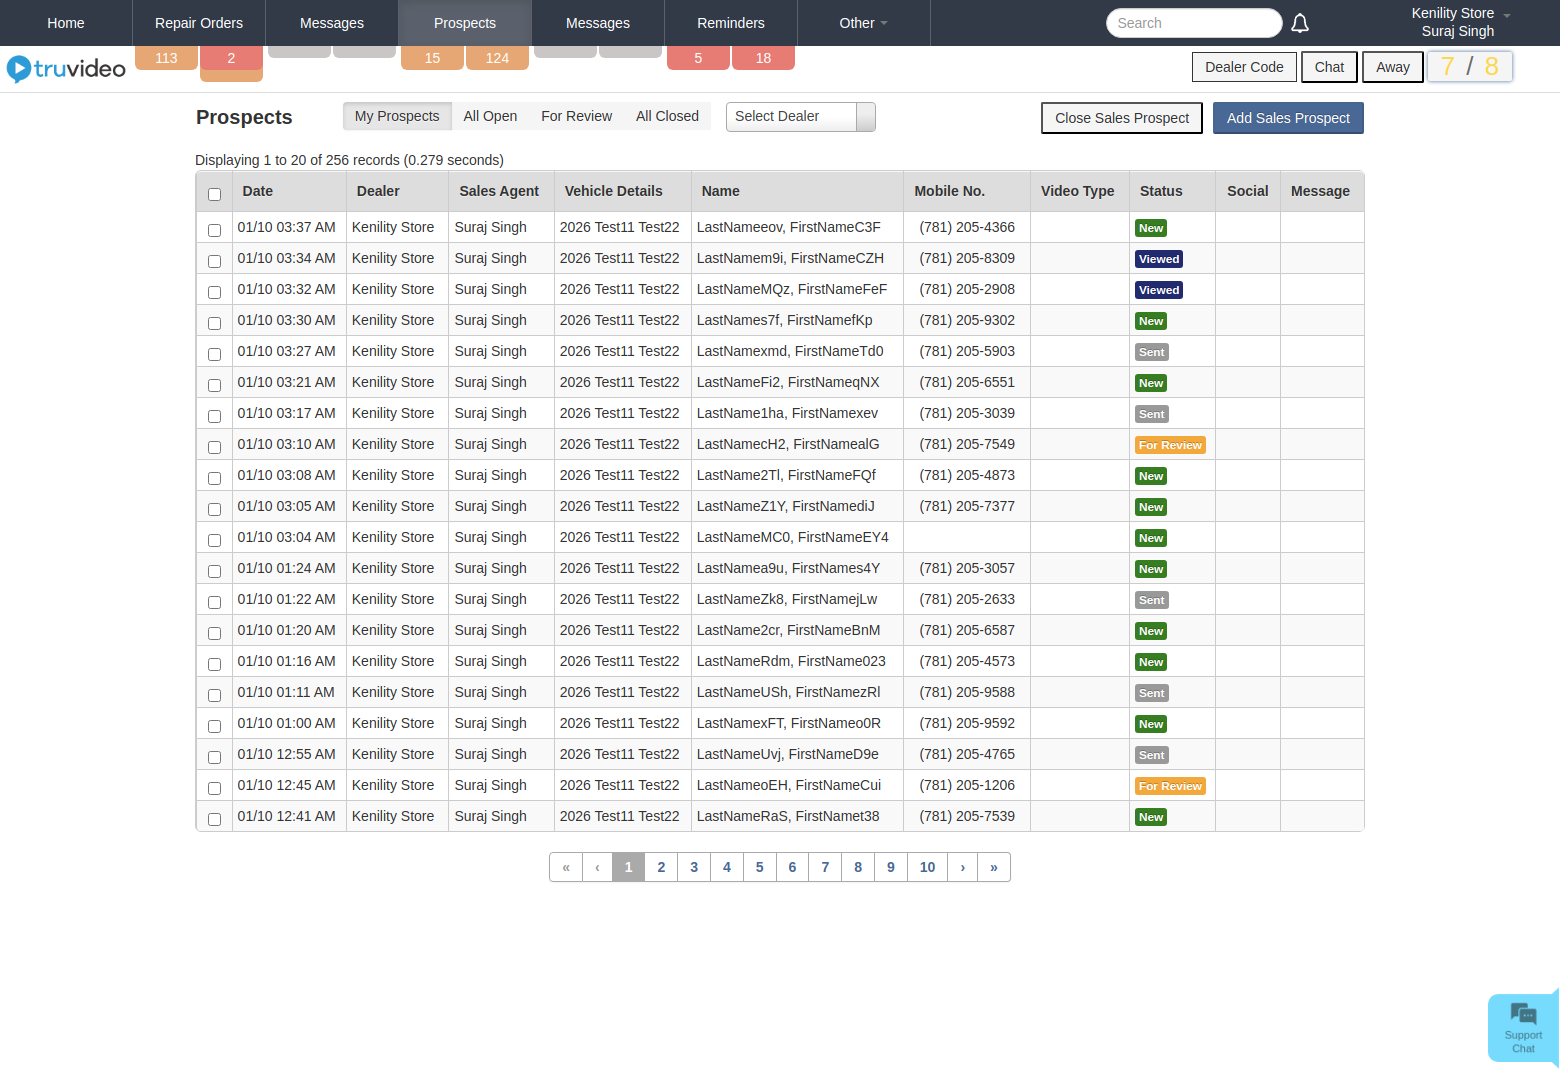 Home Repair Orders Messages Prospects Messages Reminders Other Search Kenility Store
Suraj Singh
truvideo 113 2 15 124 5 18 Dealer Code Chat Away 7 / 8
Prospects My Prospects All Open For Review All Closed Select Dealer Close Sales Prospect Add Sales Prospect
Displaying 1 to 20 of 256 records (0.279 seconds)
Date Dealer Sales Agent Vehicle Details Name Mobile No. Video Type Status Social Message
01/10 03:37 AM Kenility Store Suraj Singh 2026 Test11 Test22 LastNameeov, FirstNameC3F (781) 205-4366 New
01/10 03:34 AM Kenility Store Suraj Singh 2026 Test11 Test22 LastNamem9i, FirstNameCZH (781) 205-8309 Viewed
01/10 03:32 AM Kenility Store Suraj Singh 2026 Test11 Test22 LastNameMQz, FirstNameFeF (781) 205-2908 Viewed
01/10 03:30 AM Kenility Store Suraj Singh 2026 Test11 Test22 LastNames7f, FirstNamefKp (781) 205-9302 New
01/10 03:27 AM Kenility Store Suraj Singh 2026 Test11 Test22 LastNamexmd, FirstNameTd0 (781) 205-5903 Sent
01/10 03:21 AM Kenility Store Suraj Singh 2026 Test11 Test22 LastNameFi2, FirstNameqNX (781) 205-6551 New
01/10 03:17 AM Kenility Store Suraj Singh 2026 Test11 Test22 LastName1ha, FirstNamexev (781) 205-3039 Sent
01/10 03:10 AM Kenility Store Suraj Singh 2026 Test11 Test22 LastNamecH2, FirstNamealG (781) 205-7549 For Review
01/10 03:08 AM Kenility Store Suraj Singh 2026 Test11 Test22 LastName2Tl, FirstNameFQf (781) 205-4873 New
01/10 03:05 AM Kenility Store Suraj Singh 2026 Test11 Test22 LastNameZ1Y, FirstNamediJ (781) 205-7377 New
01/10 03:04 AM Kenility Store Suraj Singh 2026 Test11 Test22 LastNameMC0, FirstNameEY4 New
01/10 01:24 AM Kenility Store Suraj Singh 2026 Test11 Test22 LastNamea9u, FirstNames4Y (781) 205-3057 New
01/10 01:22 AM Kenility Store Suraj Singh 2026 Test11 Test22 LastNameZk8, FirstNamejLw (781) 205-2633 Sent
01/10 01:20 AM Kenility Store Suraj Singh 2026 Test11 Test22 LastName2cr, FirstNameBnM (781) 205-6587 New
01/10 01:16 AM Kenility Store Suraj Singh 2026 Test11 Test22 LastNameRdm, FirstName023 (781) 205-4573 New
01/10 01:11 AM Kenility Store Suraj Singh 2026 Test11 Test22 LastNameUSh, FirstNamezRl (781) 205-9588 Sent
01/10 01:00 AM Kenility Store Suraj Singh 2026 Test11 Test22 LastNamexFT, FirstNameo0R (781) 205-9592 New
01/10 12:55 AM Kenility Store Suraj Singh 2026 Test11 Test22 LastNameUvj, FirstNameD9e (781) 205-4765 Sent
01/10 12:45 AM Kenility Store Suraj Singh 2026 Test11 Test22 LastNameoEH, FirstNameCui (781) 205-1206 For Review
01/10 12:41 AM Kenility Store Suraj Singh 2026 Test11 Test22 LastNameRaS, FirstNamet38 (781) 205-7539 New
« ‹ 1 2 3 4 5 6 7 8 9 10 › »
Support
Chat